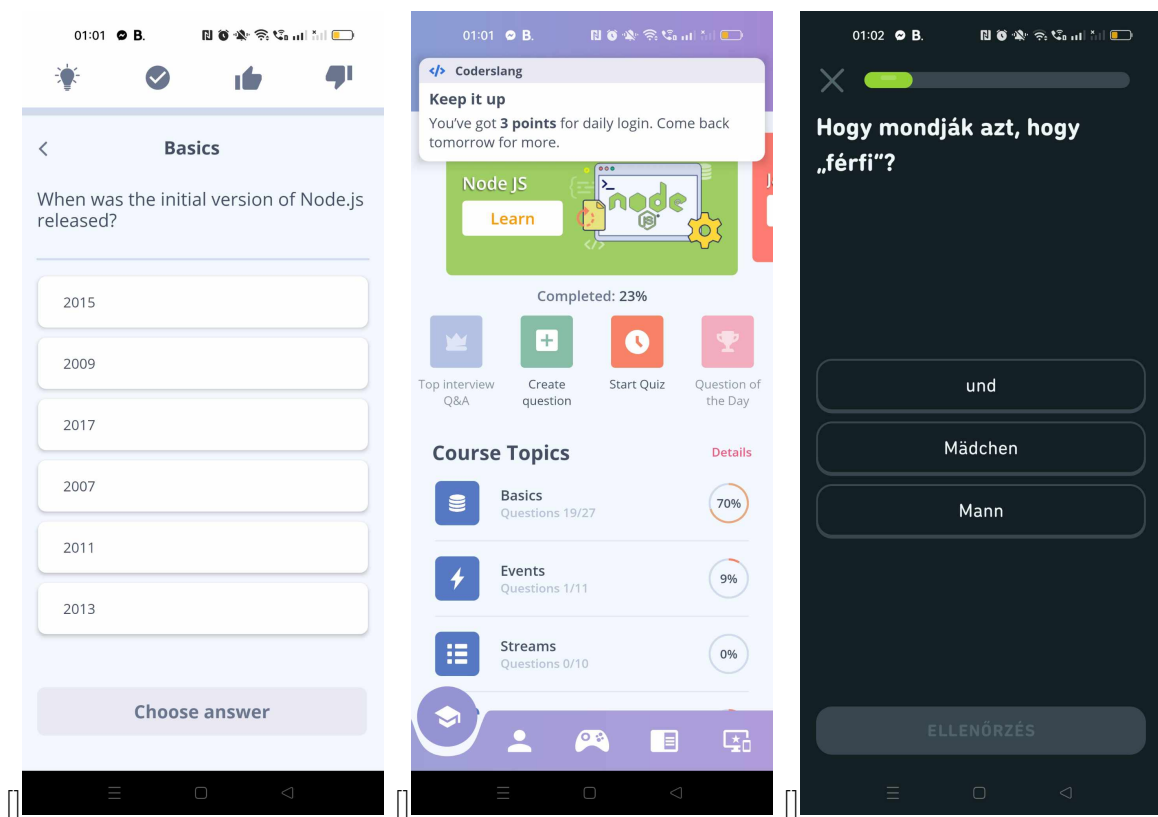 01:01 B.
Basics
When was the initial version of Node.js
released?
2015
2009
2017
2007
2011
2013
Choose answer
01:01 B.
</> Coderslang
Keep it up
You've got 3 points for daily login. Come back
tomorrow for more.
Node JS
Learn
node
JS
J
Completed: 23%
Top interview
Q&A
Create
question
Start Quiz
Question of
the Day
Course Topics
Details
Basics
Questions 19/27
70%
Events
Questions 1/11
9%
Streams
Questions 0/10
0%
01:02 B.
Hogy mondják azt, hogy
„férfi”?
und
Mädchen
Mann
ELLENŐRZÉS